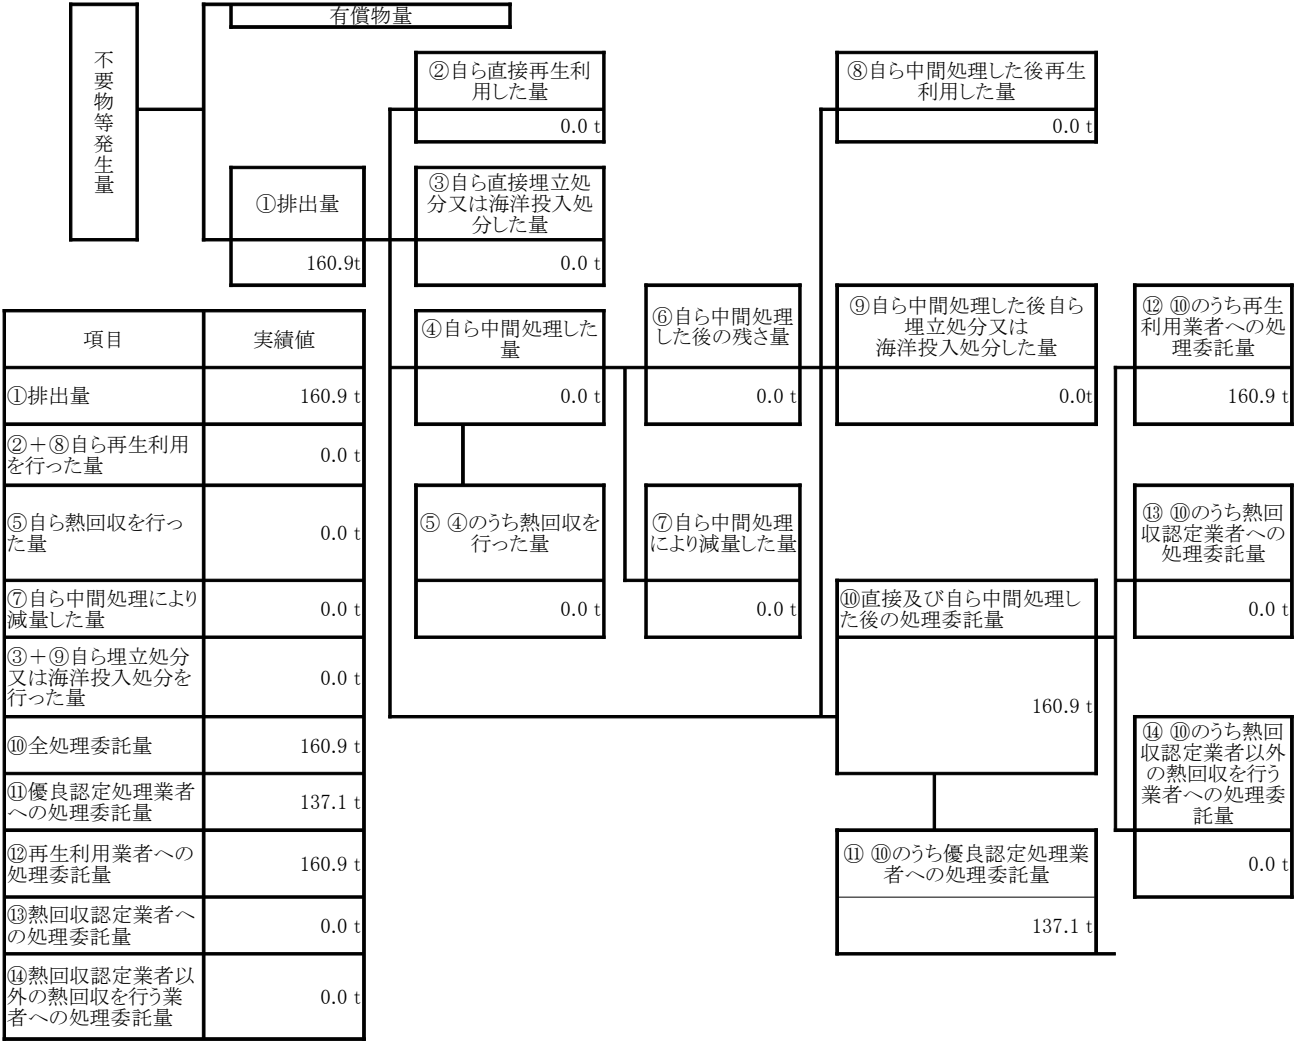 不要物等発生量
有償物量
②自ら直接再生利
用した量
0.0 t
⑧自ら中間処理した後再生
利用した量
0.0 t
①排出量
160.9t
③自ら直接埋立処
分又は海洋投入処
分した量
0.0 t
④自ら中間処理した
量
0.0 t
⑥自ら中間処理
した後の残さ量
0.0 t
⑨自ら中間処理した後自ら
埋立処分又は
海洋投入処分した量
0.0t
⑫ ⑩のうち再生
利用業者への処
理委託量
160.9 t
⑤ ④のうち熱回収を
行った量
0.0 t
⑦自ら中間処理
により減量した量
0.0 t
⑬ ⑩のうち熱回
収認定業者への
処理委託量
0.0 t
⑩直接及び自ら中間処理し
た後の処理委託量
160.9 t
⑭ ⑩のうち熱回
収認定業者以外
の熱回収を行う
業者への処理委
託量
0.0 t
⑪ ⑩のうち優良認定処理業
者への処理委託量
137.1 t
項目 実績値
①排出量 160.9 t
②＋⑧自ら再生利用
を行った量
0.0 t
⑤自ら熱回収を行っ
た量
0.0 t
⑦自ら中間処理により
減量した量
0.0 t
③＋⑨自ら埋立処分
又は海洋投入処分を
行った量
0.0 t
⑩全処理委託量 160.9 t
⑪優良認定処理業者
への処理委託量
137.1 t
⑫再生利用業者への
処理委託量
160.9 t
⑬熱回収認定業者へ
の処理委託量
0.0 t
⑭熱回収認定業者以
外の熱回収を行う業
者への処理委託量
0.0 t